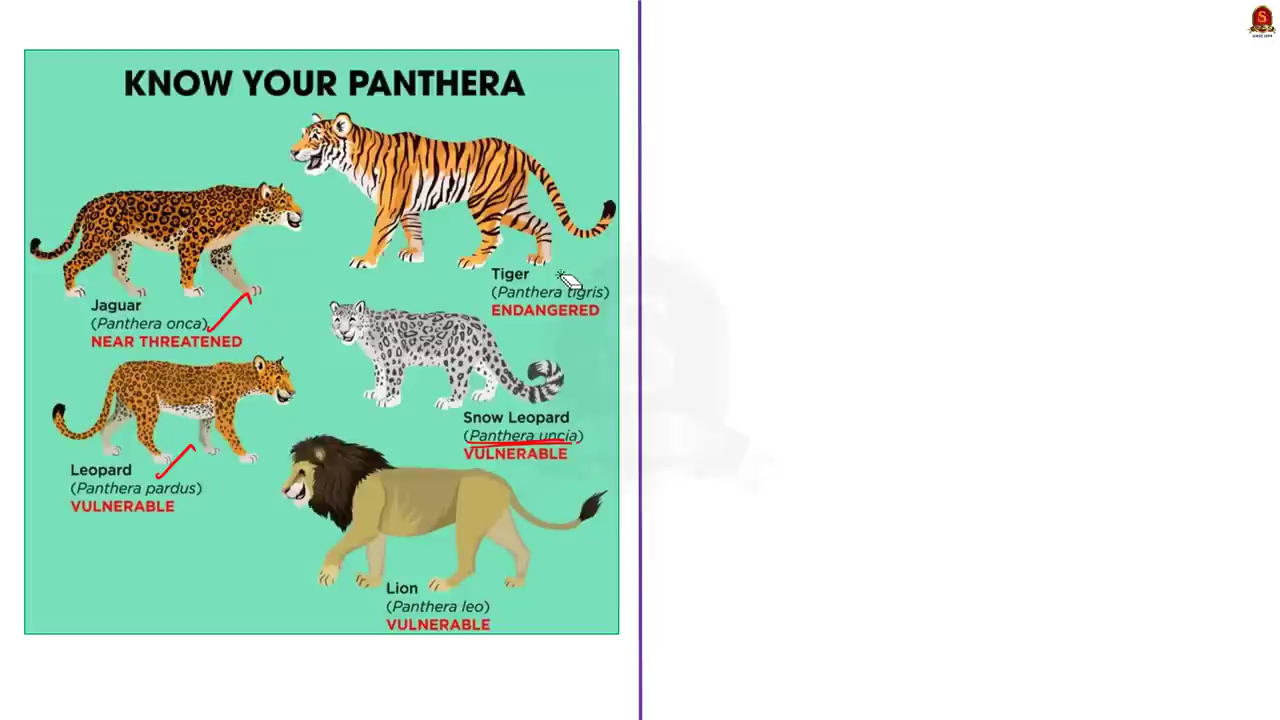 KNOW YOUR PANTHERA
Tiger
(Panthera tigris)
ENDANGERED
Jaguar
(Panthera onca)
NEAR THREATENED
Snow Leopard
(Panthera uncia)
VULNERABLE
Leopard
(Panthera pardus)
VULNERABLE
Lion
(Panthera leo)
VULNERABLE
S